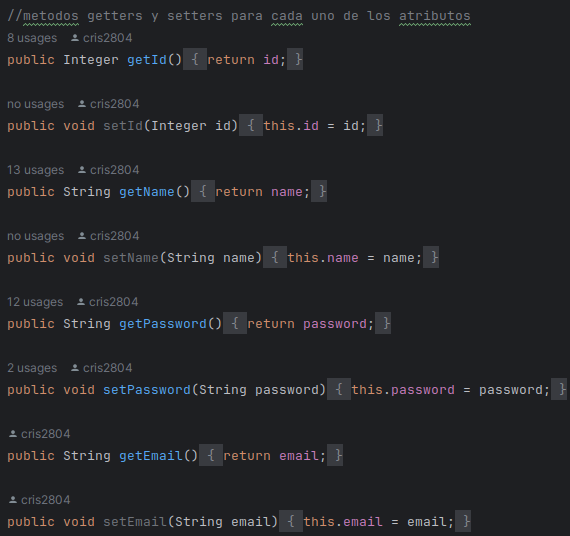 //metodos getters y setters para cada uno de los atributos
8 usages cris2804
public Integer getId() { return id; }
no usages cris2804
public void setId(Integer id) { this.id = id; }
13 usages cris2804
public String getName() { return name; }
no usages cris2804
public void setName(String name) { this.name = name; }
12 usages cris2804
public String getPassword() { return password; }
2 usages cris2804
public void setPassword(String password) { this.password = password; }
cris2804
public String getEmail() { return email; }
cris2804
public void setEmail(String email) { this.email = email; }